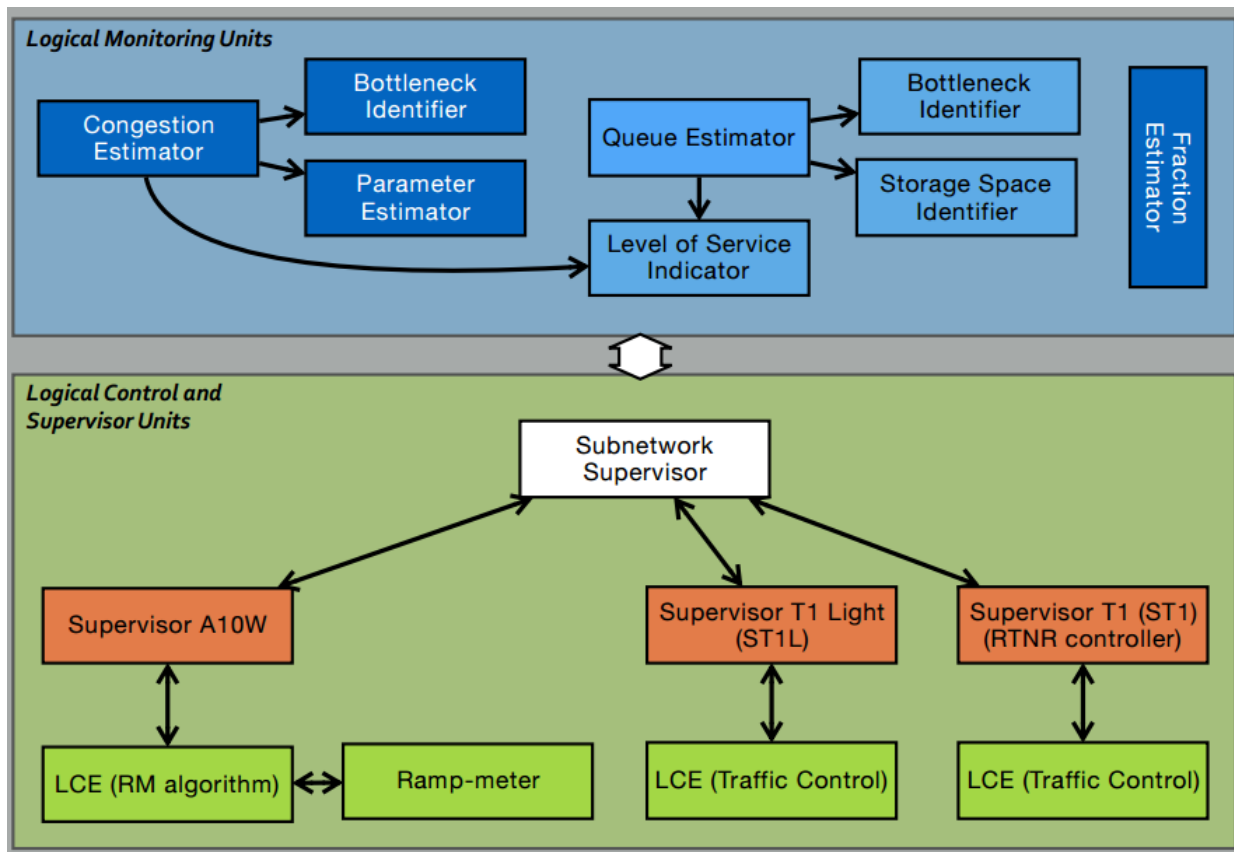 Logical Monitoring Units
Congestion
Estimator
Bottleneck
Identifier
Parameter
Estimator
Queue Estimator
Level of Service
Indicator
Bottleneck
Identifier
Storage Space
Identifier
Fraction
Estimator
Logical Control and
Supervisor Units
Subnetwork
Supervisor
Supervisor A10W
Supervisor T1 Light
(ST1L)
Supervisor T1 (ST1)
(RTNR controller)
LCE (RM algorithm)
Ramp-meter
LCE (Traffic Control)
LCE (Traffic Control)